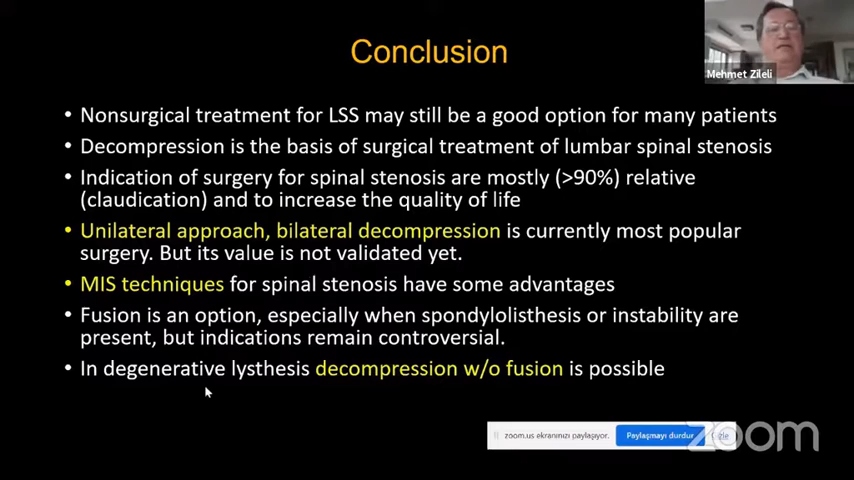 Conclusion
Mehmet Zileli
• Nonsurgical treatment for LSS may still be a good option for many patients
• Decompression is the basis of surgical treatment of lumbar spinal stenosis
• Indication of surgery for spinal stenosis are mostly (>90%) relative
(claudication) and to increase the quality of life
• Unilateral approach, bilateral decompression is currently most popular
surgery. But its value is not validated yet.
• MIS techniques for spinal stenosis have some advantages
• Fusion is an option, especially when spondylolisthesis or instability are
present, but indications remain controversial.
• In degenerative lysthesis decompression w/o fusion is possible
zoom.us ekranınızı paylaşıyor. Paylaşmayı durdur Gizle
zoom